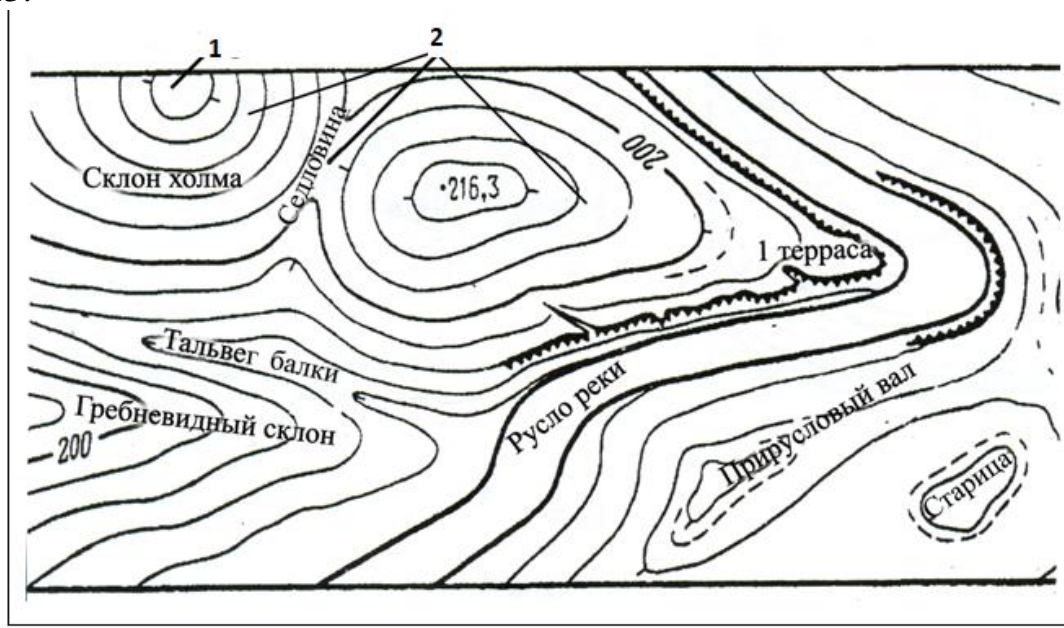 1
2
Склон холма
Седловина
216,3
200
1 терраса
Тальвег балки
Гребневидный склон
200
Русло реки
Прирусловый вал
Старица